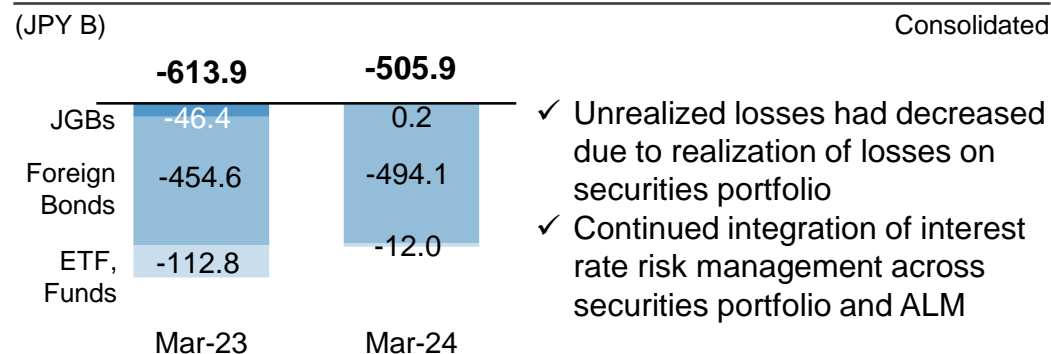 (JPY B) Consolidated
-613.9 -505.9
JGBs -46.4 0.2
Foreign
Bonds -454.6 -494.1
ETF,
Funds -112.8 -12.0
Mar-23 Mar-24
✓ Unrealized losses had decreased
due to realization of losses on
securities portfolio
✓ Continued integration of interest
rate risk management across
securities portfolio and ALM